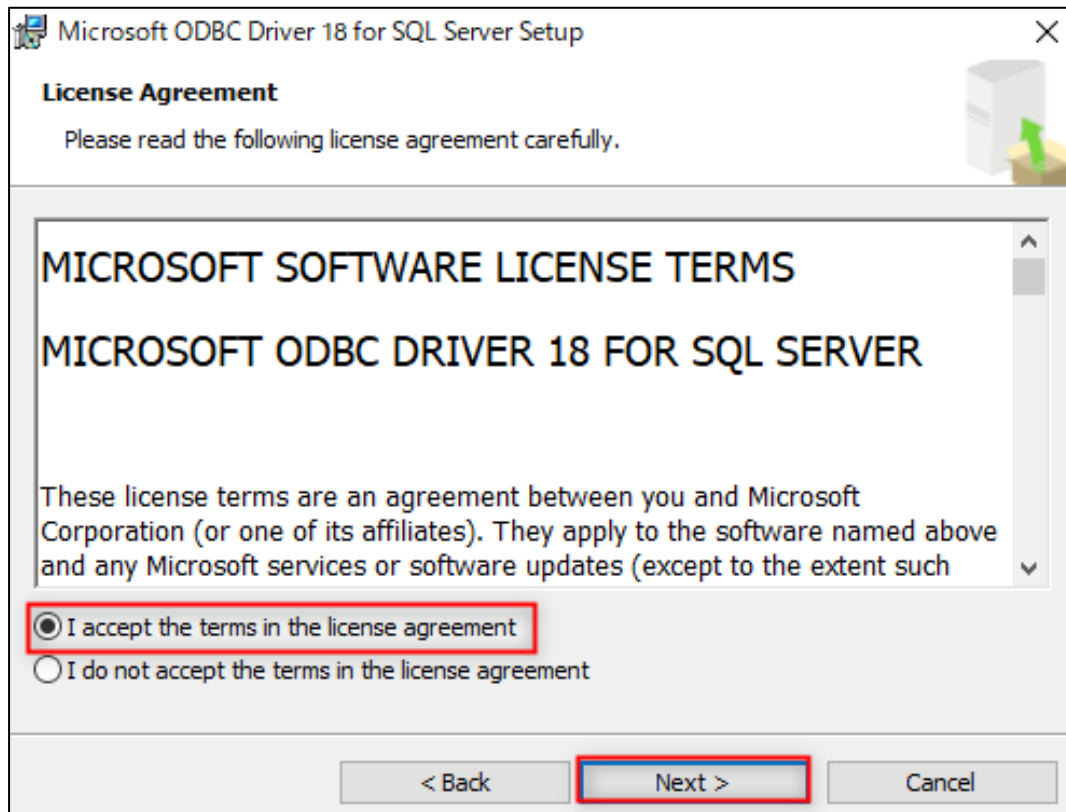 Microsoft ODBC Driver 18 for SQL Server Setup
License Agreement
Please read the following license agreement carefully.
MICROSOFT SOFTWARE LICENSE TERMS
MICROSOFT ODBC DRIVER 18 FOR SQL SERVER
These license terms are an agreement between you and Microsoft
Corporation (or one of its affiliates). They apply to the software named above
and any Microsoft services or software updates (except to the extent such
I accept the terms in the license agreement
I do not accept the terms in the license agreement
< Back
Next >
Cancel